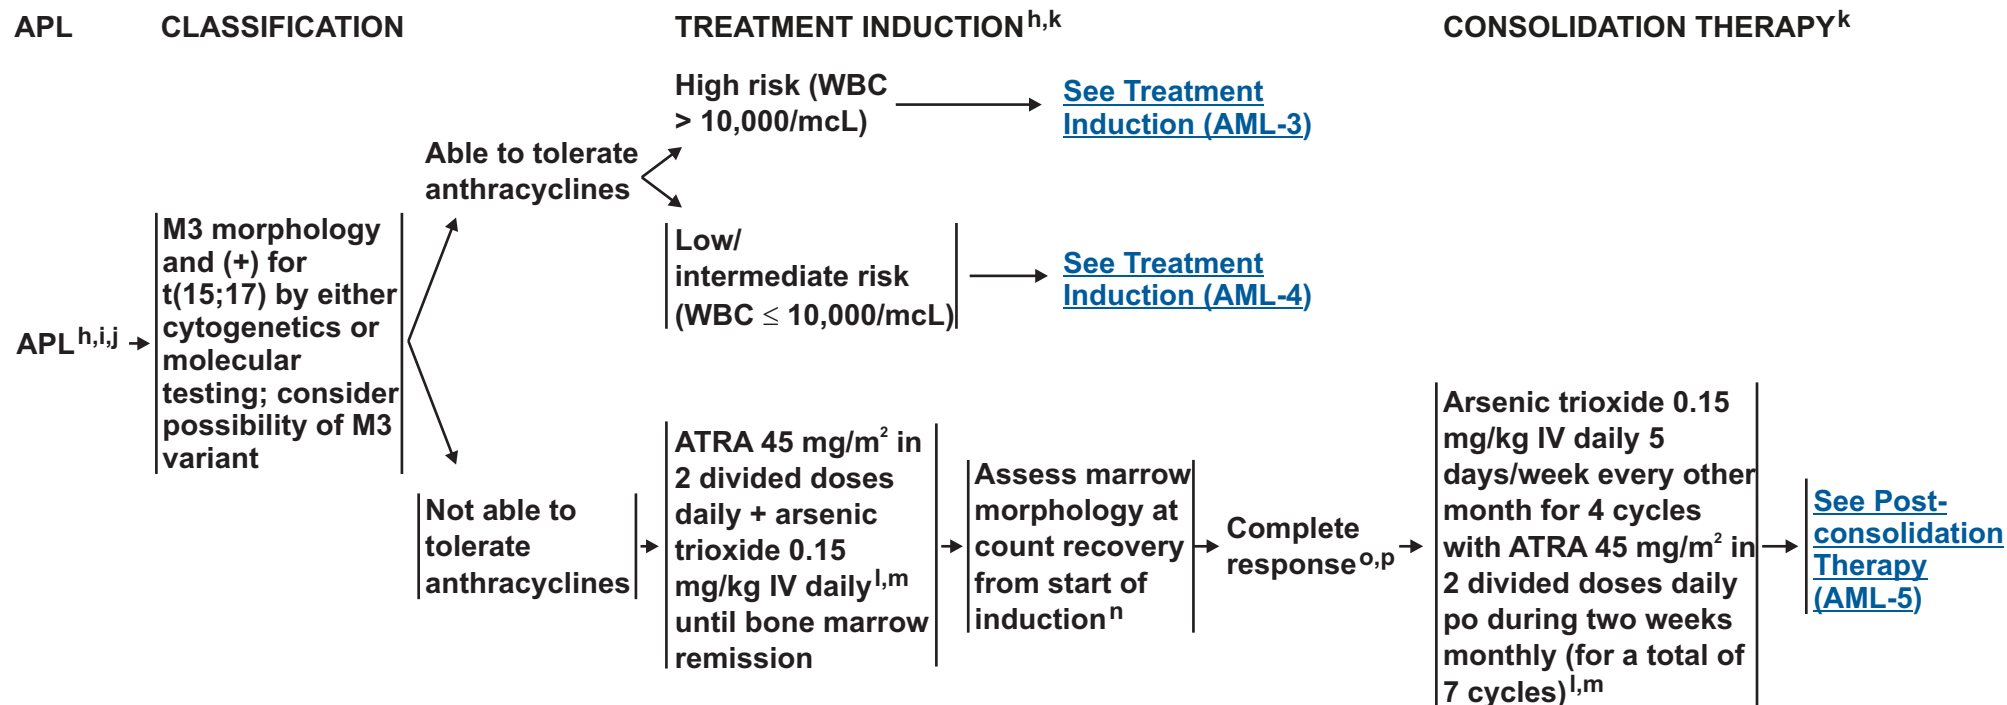 APL
CLASSIFICATION
TREATMENT INDUCTION h,k
CONSOLIDATION THERAPY k
APL h,i,j
M3 morphology
and (+) for
t(15;17) by either
cytogenetics or
molecular
testing; consider
possibility of M3
variant
Able to tolerate
anthracyclines
High risk (WBC
> 10,000/mcL)
See Treatment
Induction (AML-3)
Low/
intermediate risk
(WBC ≤ 10,000/mcL)
See Treatment
Induction (AML-4)
Not able to
tolerate
anthracyclines
ATRA 45 mg/m² in
2 divided doses
daily + arsenic
trioxide 0.15
mg/kg IV daily l,m
until bone marrow
remission
Assess marrow
morphology at
count recovery
from start of
induction n
Complete
response o,p
Arsenic trioxide 0.15
mg/kg IV daily 5
days/week every other
month for 4 cycles
with ATRA 45 mg/m² in
2 divided doses daily
po during two weeks
monthly (for a total of
7 cycles) l,m
See Post-
consolidation
Therapy
(AML-5)